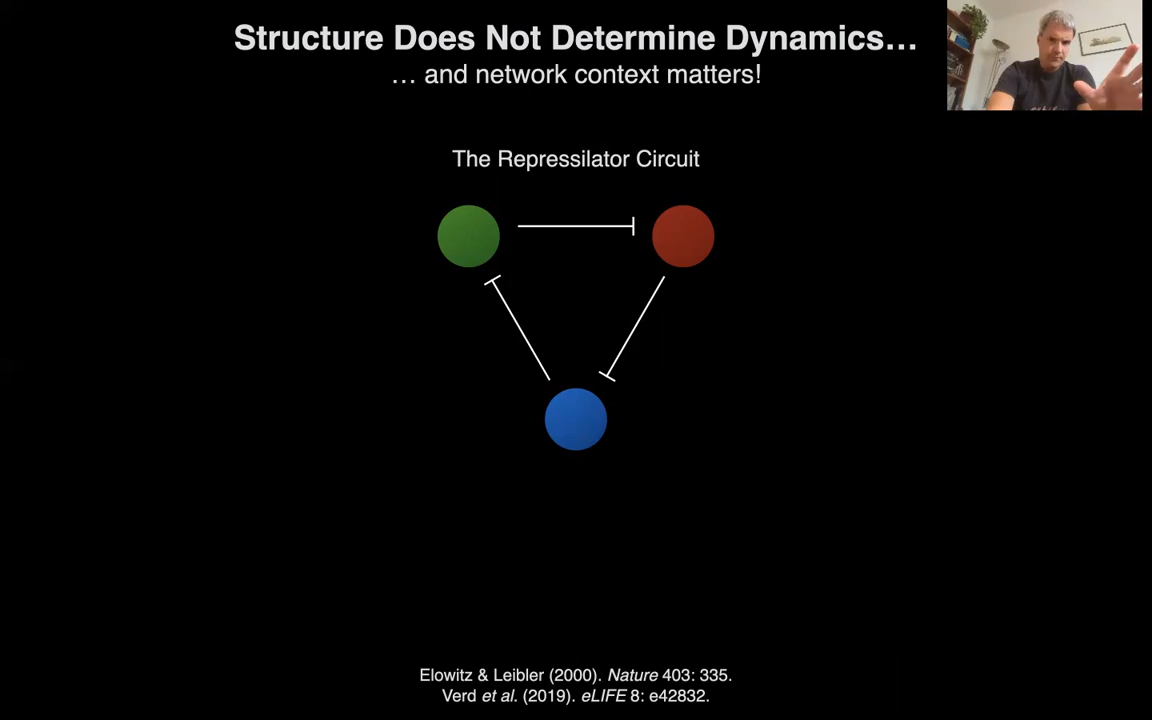 Structure Does Not Determine Dynamics…
… and network context matters!
The Repressilator Circuit
Elowitz & Leibler (2000). Nature 403: 335.
Verd et al. (2019). eLIFE 8: e42832.